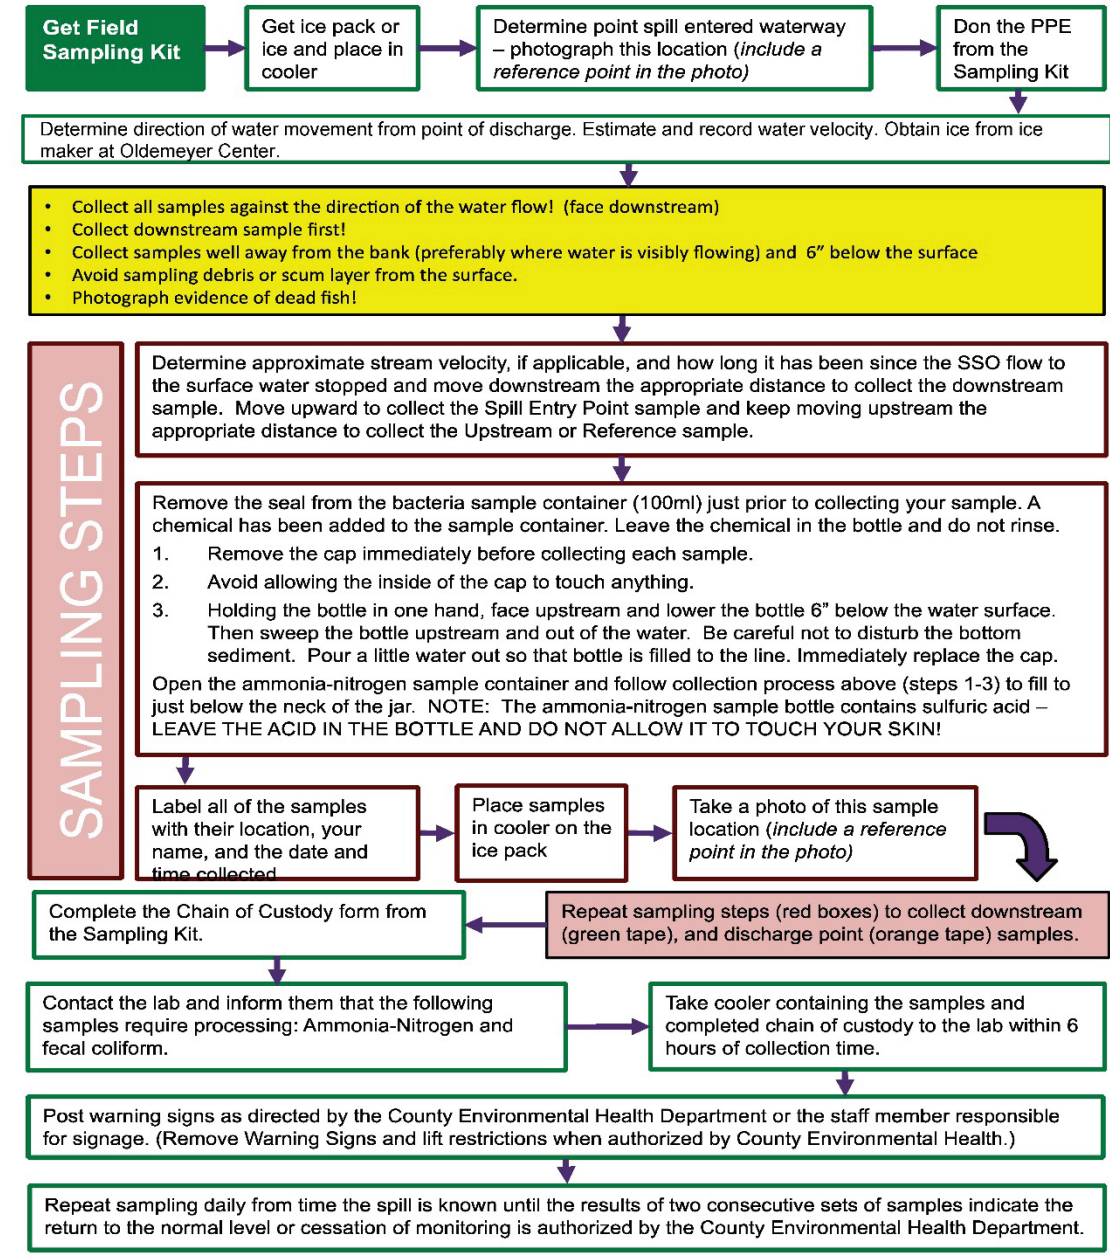 Get Field
Sampling Kit
Get ice pack or
ice and place in
cooler
Determine point spill entered waterway
– photograph this location (include a
reference point in the photo)
Don the PPE
from the
Sampling Kit
Determine direction of water movement from point of discharge. Estimate and record water velocity. Obtain ice from ice
maker at Oldemeyer Center.
• Collect all samples against the direction of the water flow! (face downstream)
• Collect downstream sample first!
• Collect samples well away from the bank (preferably where water is visibly flowing) and 6" below the surface
• Avoid sampling debris or scum layer from the surface.
• Photograph evidence of dead fish!
SAMPLING STEPS
Determine approximate stream velocity, if applicable, and how long it has been since the SSO flow to
the surface water stopped and move downstream the appropriate distance to collect the downstream
sample. Move upward to collect the Spill Entry Point sample and keep moving upstream the
appropriate distance to collect the Upstream or Reference sample.
Remove the seal from the bacteria sample container (100ml) just prior to collecting your sample. A
chemical has been added to the sample container. Leave the chemical in the bottle and do not rinse.
1. Remove the cap immediately before collecting each sample.
2. Avoid allowing the inside of the cap to touch anything.
3. Holding the bottle in one hand, face upstream and lower the bottle 6" below the water surface.
Then sweep the bottle upstream and out of the water. Be careful not to disturb the bottom
sediment. Pour a little water out so that bottle is filled to the line. Immediately replace the cap.
Open the ammonia-nitrogen sample container and follow collection process above (steps 1-3) to fill to
just below the neck of the jar. NOTE: The ammonia-nitrogen sample bottle contains sulfuric acid –
LEAVE THE ACID IN THE BOTTLE AND DO NOT ALLOW IT TO TOUCH YOUR SKIN!
Label all of the samples
with their location, your
name, and the date and
time collected
Place samples
in cooler on the
ice pack
Take a photo of this sample
location (include a reference
point in the photo)
Repeat sampling steps (red boxes) to collect downstream
(green tape), and discharge point (orange tape) samples.
Complete the Chain of Custody form from
the Sampling Kit.
Contact the lab and inform them that the following
samples require processing: Ammonia-Nitrogen and
fecal coliform.
Take cooler containing the samples and
completed chain of custody to the lab within 6
hours of collection time.
Post warning signs as directed by the County Environmental Health Department or the staff member responsible
for signage. (Remove Warning Signs and lift restrictions when authorized by County Environmental Health.)
Repeat sampling daily from time the spill is known until the results of two consecutive sets of samples indicate the
return to the normal level or cessation of monitoring is authorized by the County Environmental Health Department.